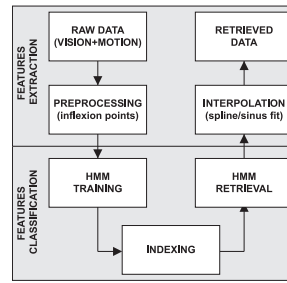 FEATURES
EXTRACTION
RAW DATA
(VISION+MOTION)
RETRIEVED
DATA
PREPROCESSING
(inflexion points)
INTERPOLATION
(spline/sinus fit)
FEATURES
CLASSIFICATION
HMM
TRAINING
HMM
RETRIEVAL
INDEXING